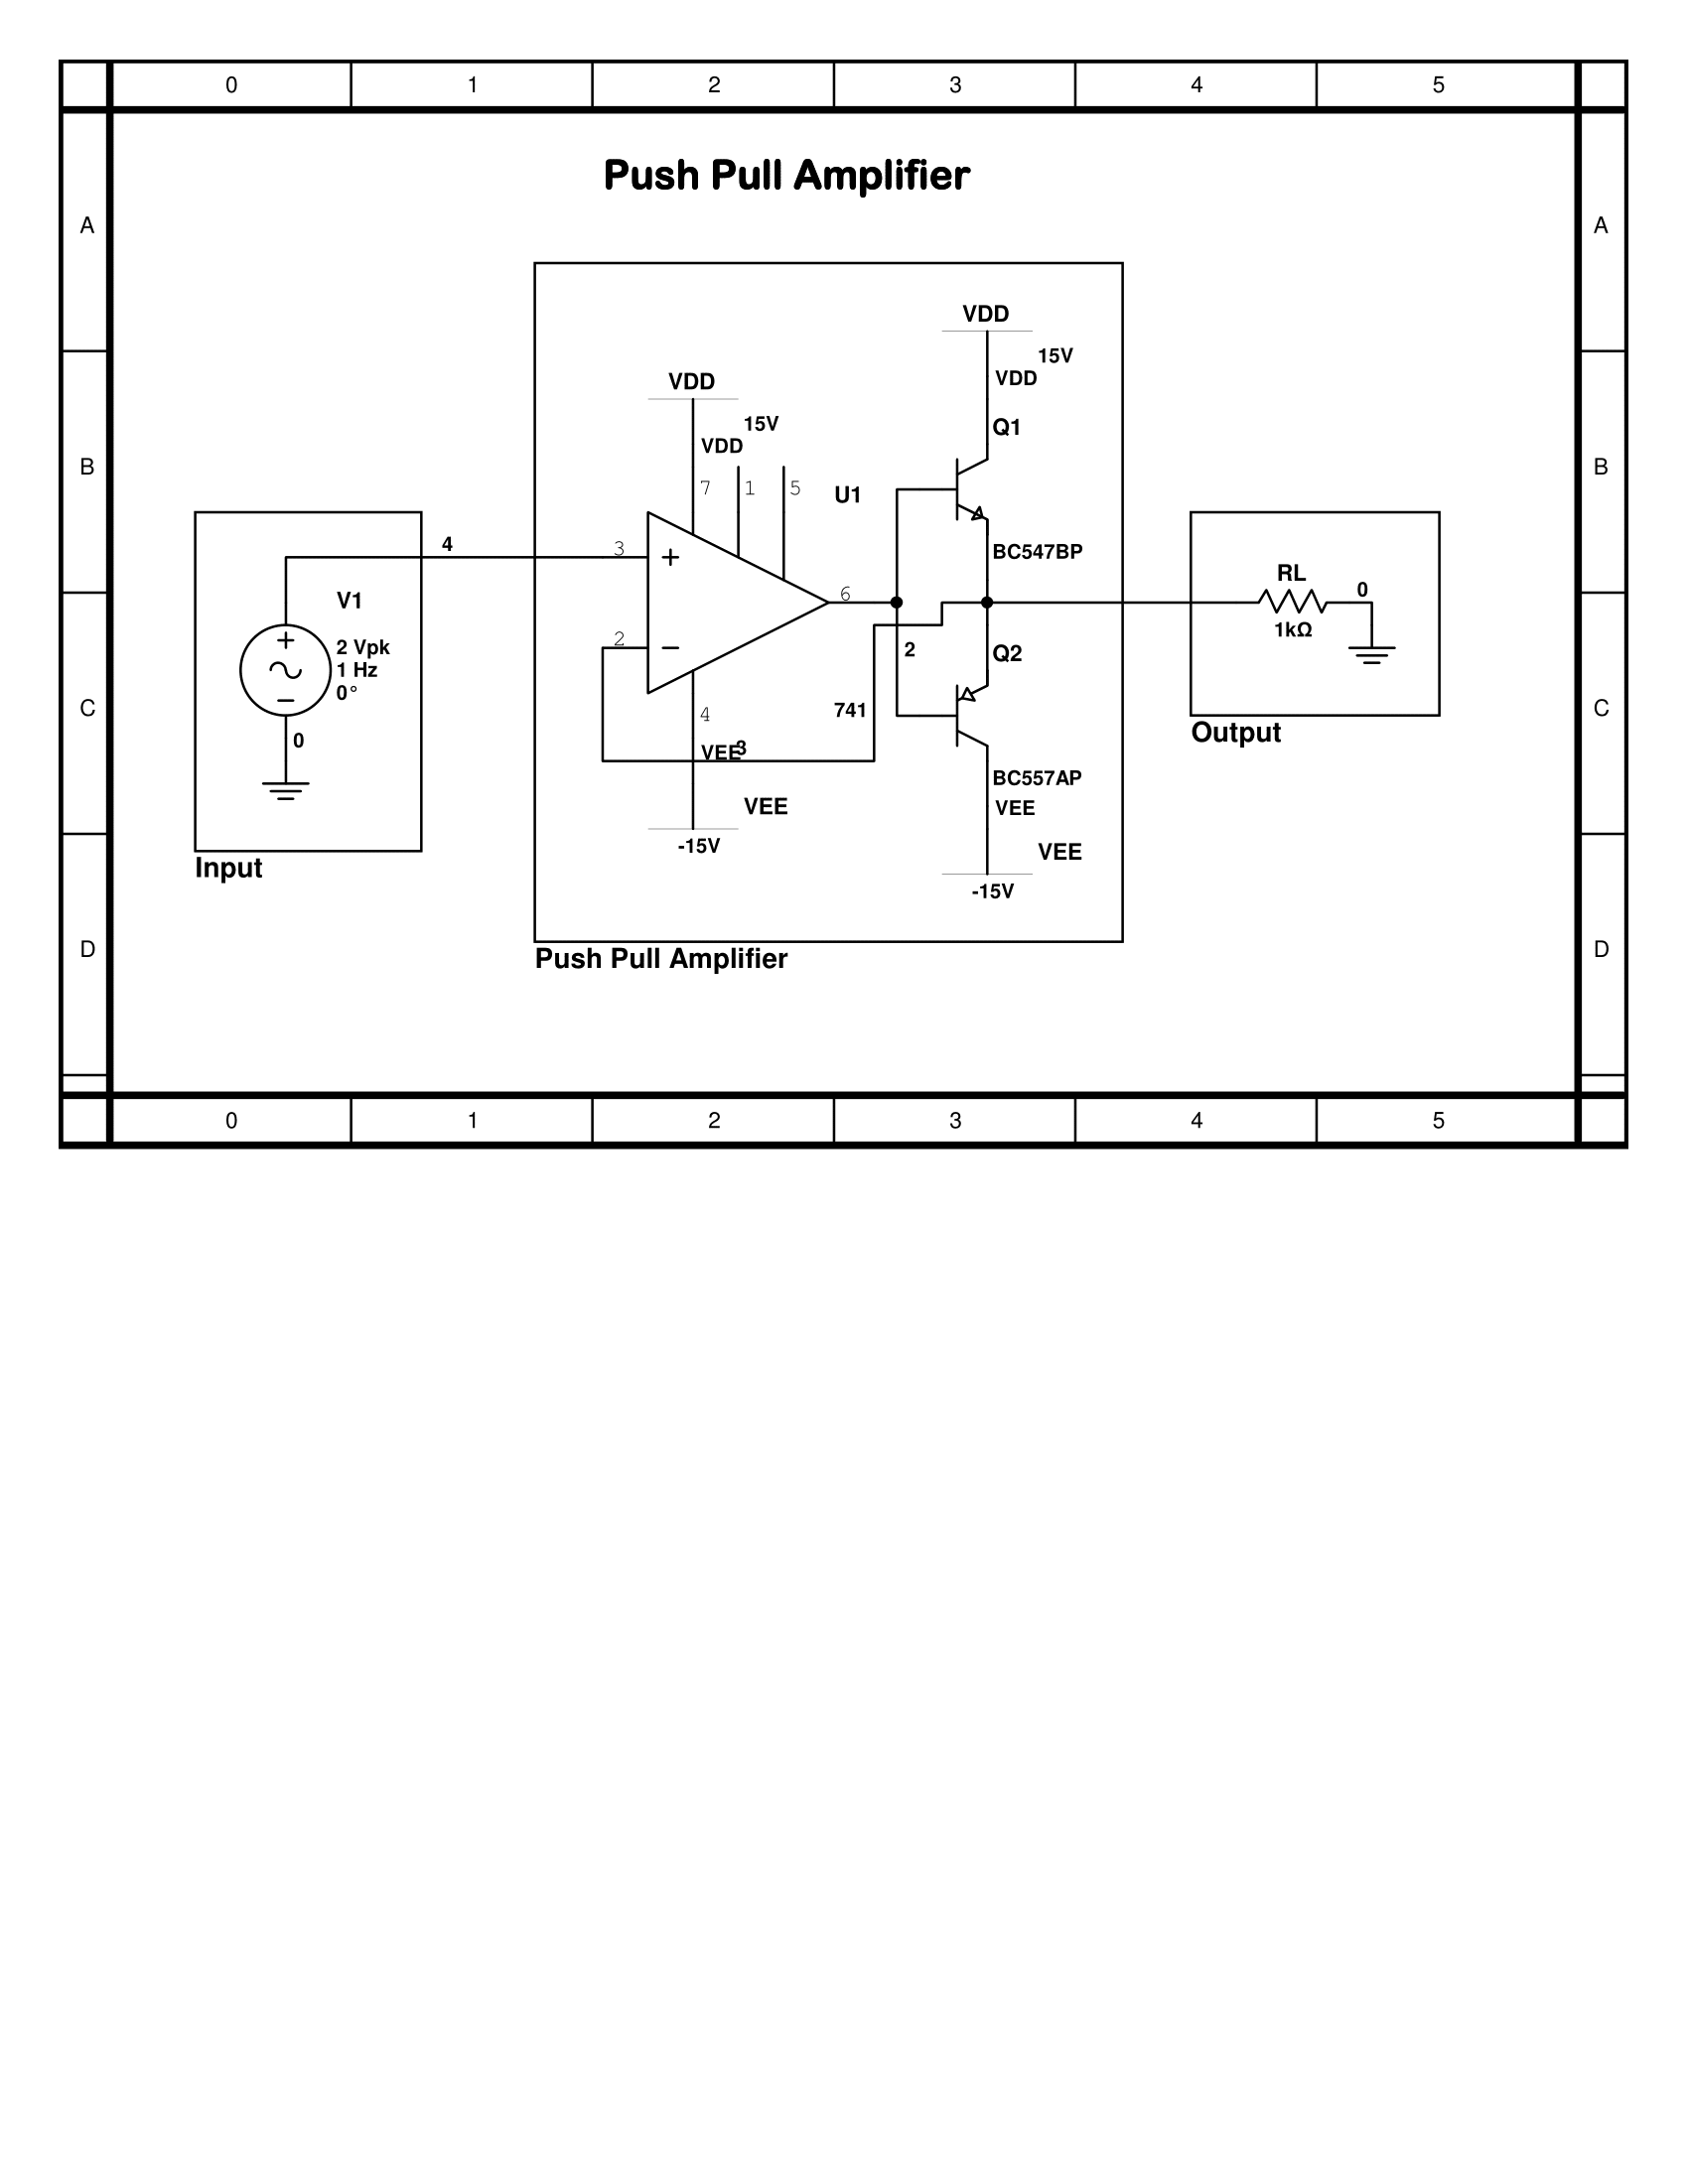 0 1 2 3 4 5
Push Pull Amplifier
A A
VDD
15V
VDD
VDD
Q1
15V
VDD
B B
7 1 5 U1
4 3 +
BC547BP
6
RL 0
1kΩ
V1
+
2 Vpk
1 Hz
0°
−
0
2 −
2
Q2
741
4
VEE 3
C C
Output
BC557AP
VEE
VEE
-15V
VEE
-15V
Input
D D
Push Pull Amplifier
0 1 2 3 4 5